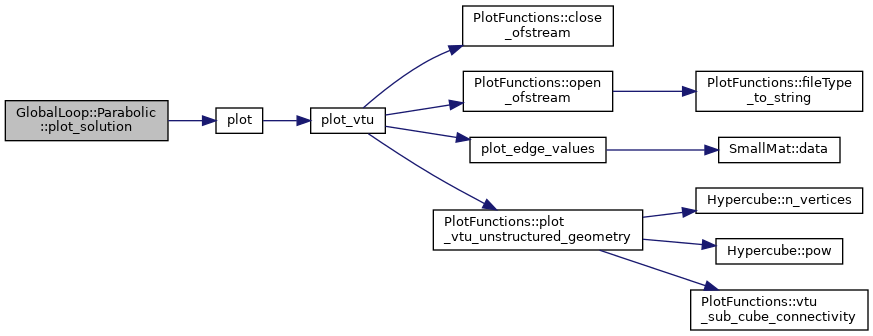 GlobalLoop::Parabolic
::plot_solution
plot
plot_vtu
PlotFunctions::close
_ofstream
PlotFunctions::open
_ofstream
PlotFunctions::fileType
_to_string
plot_edge_values
SmallMat::data
PlotFunctions::plot
_vtu_unstructured_geometry
Hypercube::n_vertices
Hypercube::pow
PlotFunctions::vtu
_sub_cube_connectivity